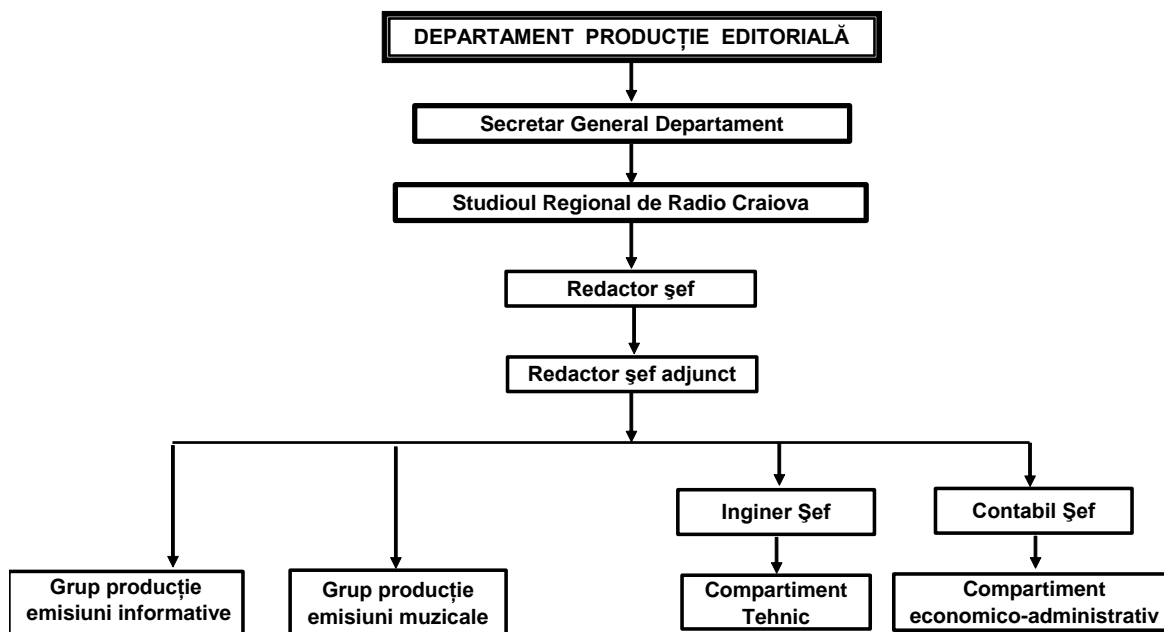 DEPARTAMENT PRODUCȚIE EDITORIALĂ
Secretar General Departament
Studioul Regional de Radio Craiova
Redactor şef
Redactor şef adjunct
Inginer Şef
Contabil Şef
Grup producție
emisiuni informative
Grup producție
emisiuni muzicale
Compartiment
Tehnic
Compartiment
economico-administrativ